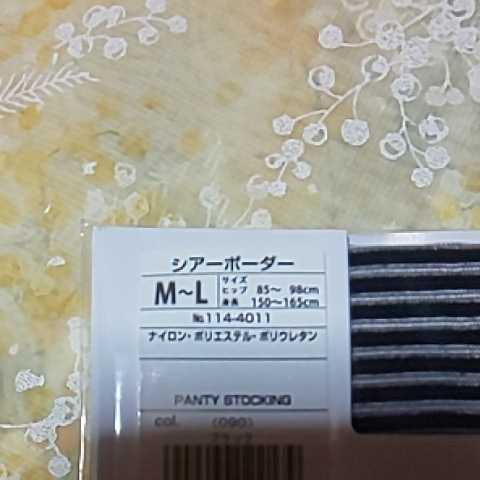 シアーボーダー
M~L サイズ
ヒップ 85~ 98cm
身長 150~165cm
№114-4011
ナイロン・ポリエステル・ポリウレタン
PANTY STOCKING
col. (090)
ブラック